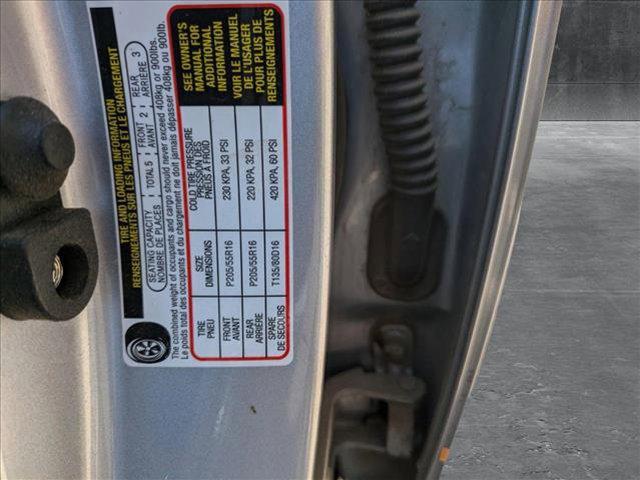 TIRE AND LOADING INFORMATION
RENSEIGNEMENTS SUR LES PNEUS ET LE CHARGEMENT
SEATING CAPACITY
NOMBRE DE PLACES
TOTAL 5
FRONT
AVANT
2
REAR
ARRIÈRE
3
The combined weight of occupants and cargo should never exceed 408kg or 900lbs.
Le poids total des occupants et du chargement ne doit jamais dépasser 408kg ou 900lb.
TIRE
PNEU
SIZE
DIMENSIONS
COLD TIRE PRESSURE
PRESSION DES
PNEUS À FROID
FRONT
AVANT
P205/55R16
230 KPA, 33 PSI
REAR
ARRIÈRE
P205/55R16
220 KPA, 32 PSI
SPARE
DE SECOURS
T135/80D16
420 KPA, 60 PSI
SEE OWNER'S
MANUAL FOR
ADDITIONAL
INFORMATION
VOIR LE MANUEL
DE L'USAGER
POUR PLUS DE
RENSEIGNEMENTS